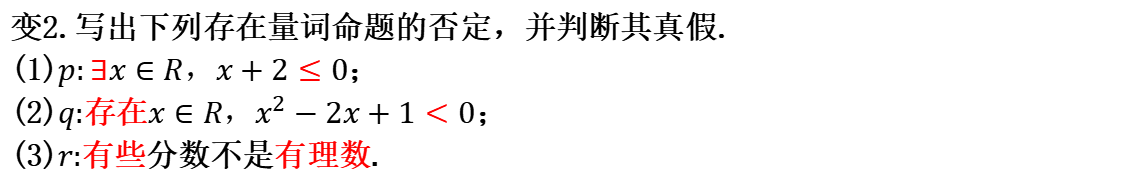 变2. 写出下列存在量词命题的否定，并判断其真假.
(1)p:∃x ∈ R，x + 2 ≤ 0；
(2)q:存在x ∈ R，x² − 2x + 1 < 0；
(3)r:有些分数不是有理数.